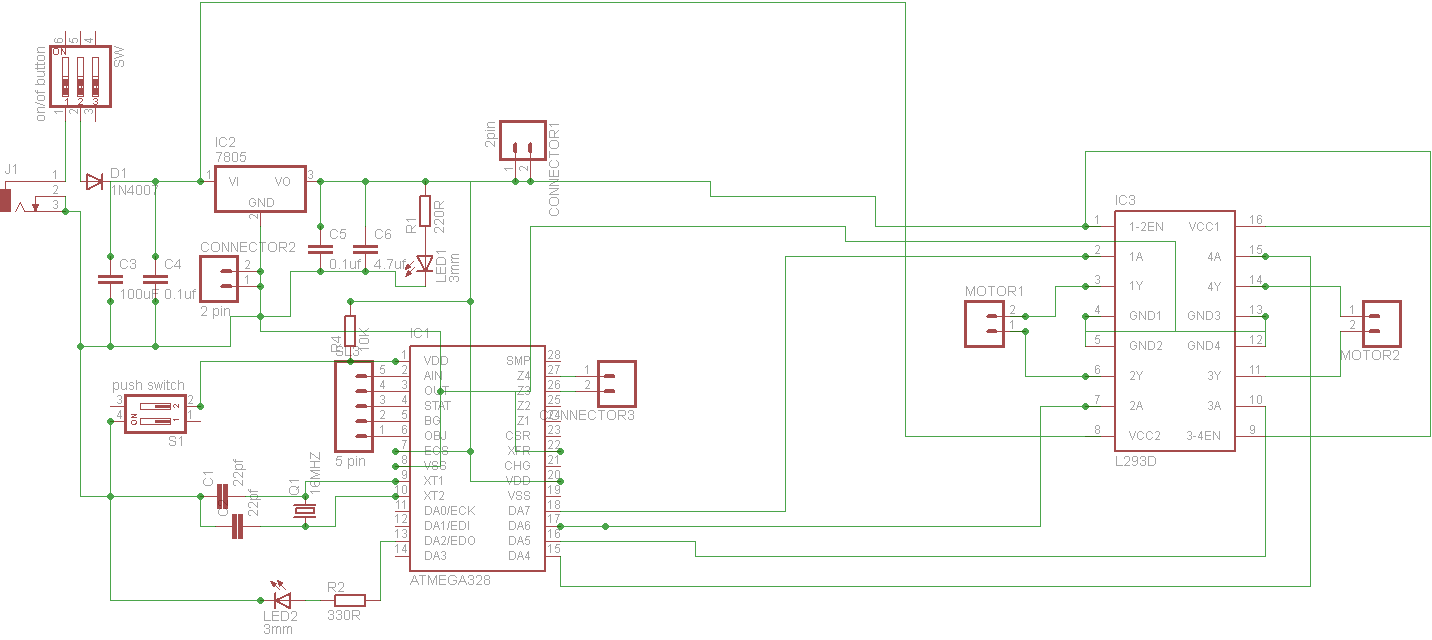 on/of button
6 5 4
ON
1 2 3
1 2 3
SW
J1
1
2
3
D1
1N4007
IC2
7805
1
VI
VO
3
GND
2
2pin
1
2
CONNECTOR1
CONNECTOR2
2
1
2 pin
C3
100uF
C4
0.1uf
C5
0.1uf
C6
4.7uf
R1
220R
LED1
3mm
R4
10K
5 pin
5
4
3
2
1
push switch
3
4
2
1
ON
2
1
S1
C1
22pf
22pf
Q1
16MHZ
IC1
1 VDD
2 AIN
3 OUT
4 STAT
5 BG
6 OBJ
7 EOS
8 VSS
9 XT1
10 XT2
11 DA0/ECK
12 DA1/EDI
13 DA2/EDO
14 DA3
SMP 28
Z4 27
Z3 26
Z2 25
Z1 24
CSR 23
XFR 22
CHG 21
VDD 20
VSS 19
DA7 18
DA6 17
DA5 16
DA4 15
ATMEGA328
1
2
CONNECTOR3
LED2
3mm
R2
330R
MOTOR1
2
1
IC3
1 1-2EN
2 1A
3 1Y
4 GND1
5 GND2
6 2Y
7 2A
8 VCC2
VCC1 16
4A 15
4Y 14
GND3 13
GND4 12
3Y 11
3A 10
3-4EN 9
L293D
1
2
MOTOR2